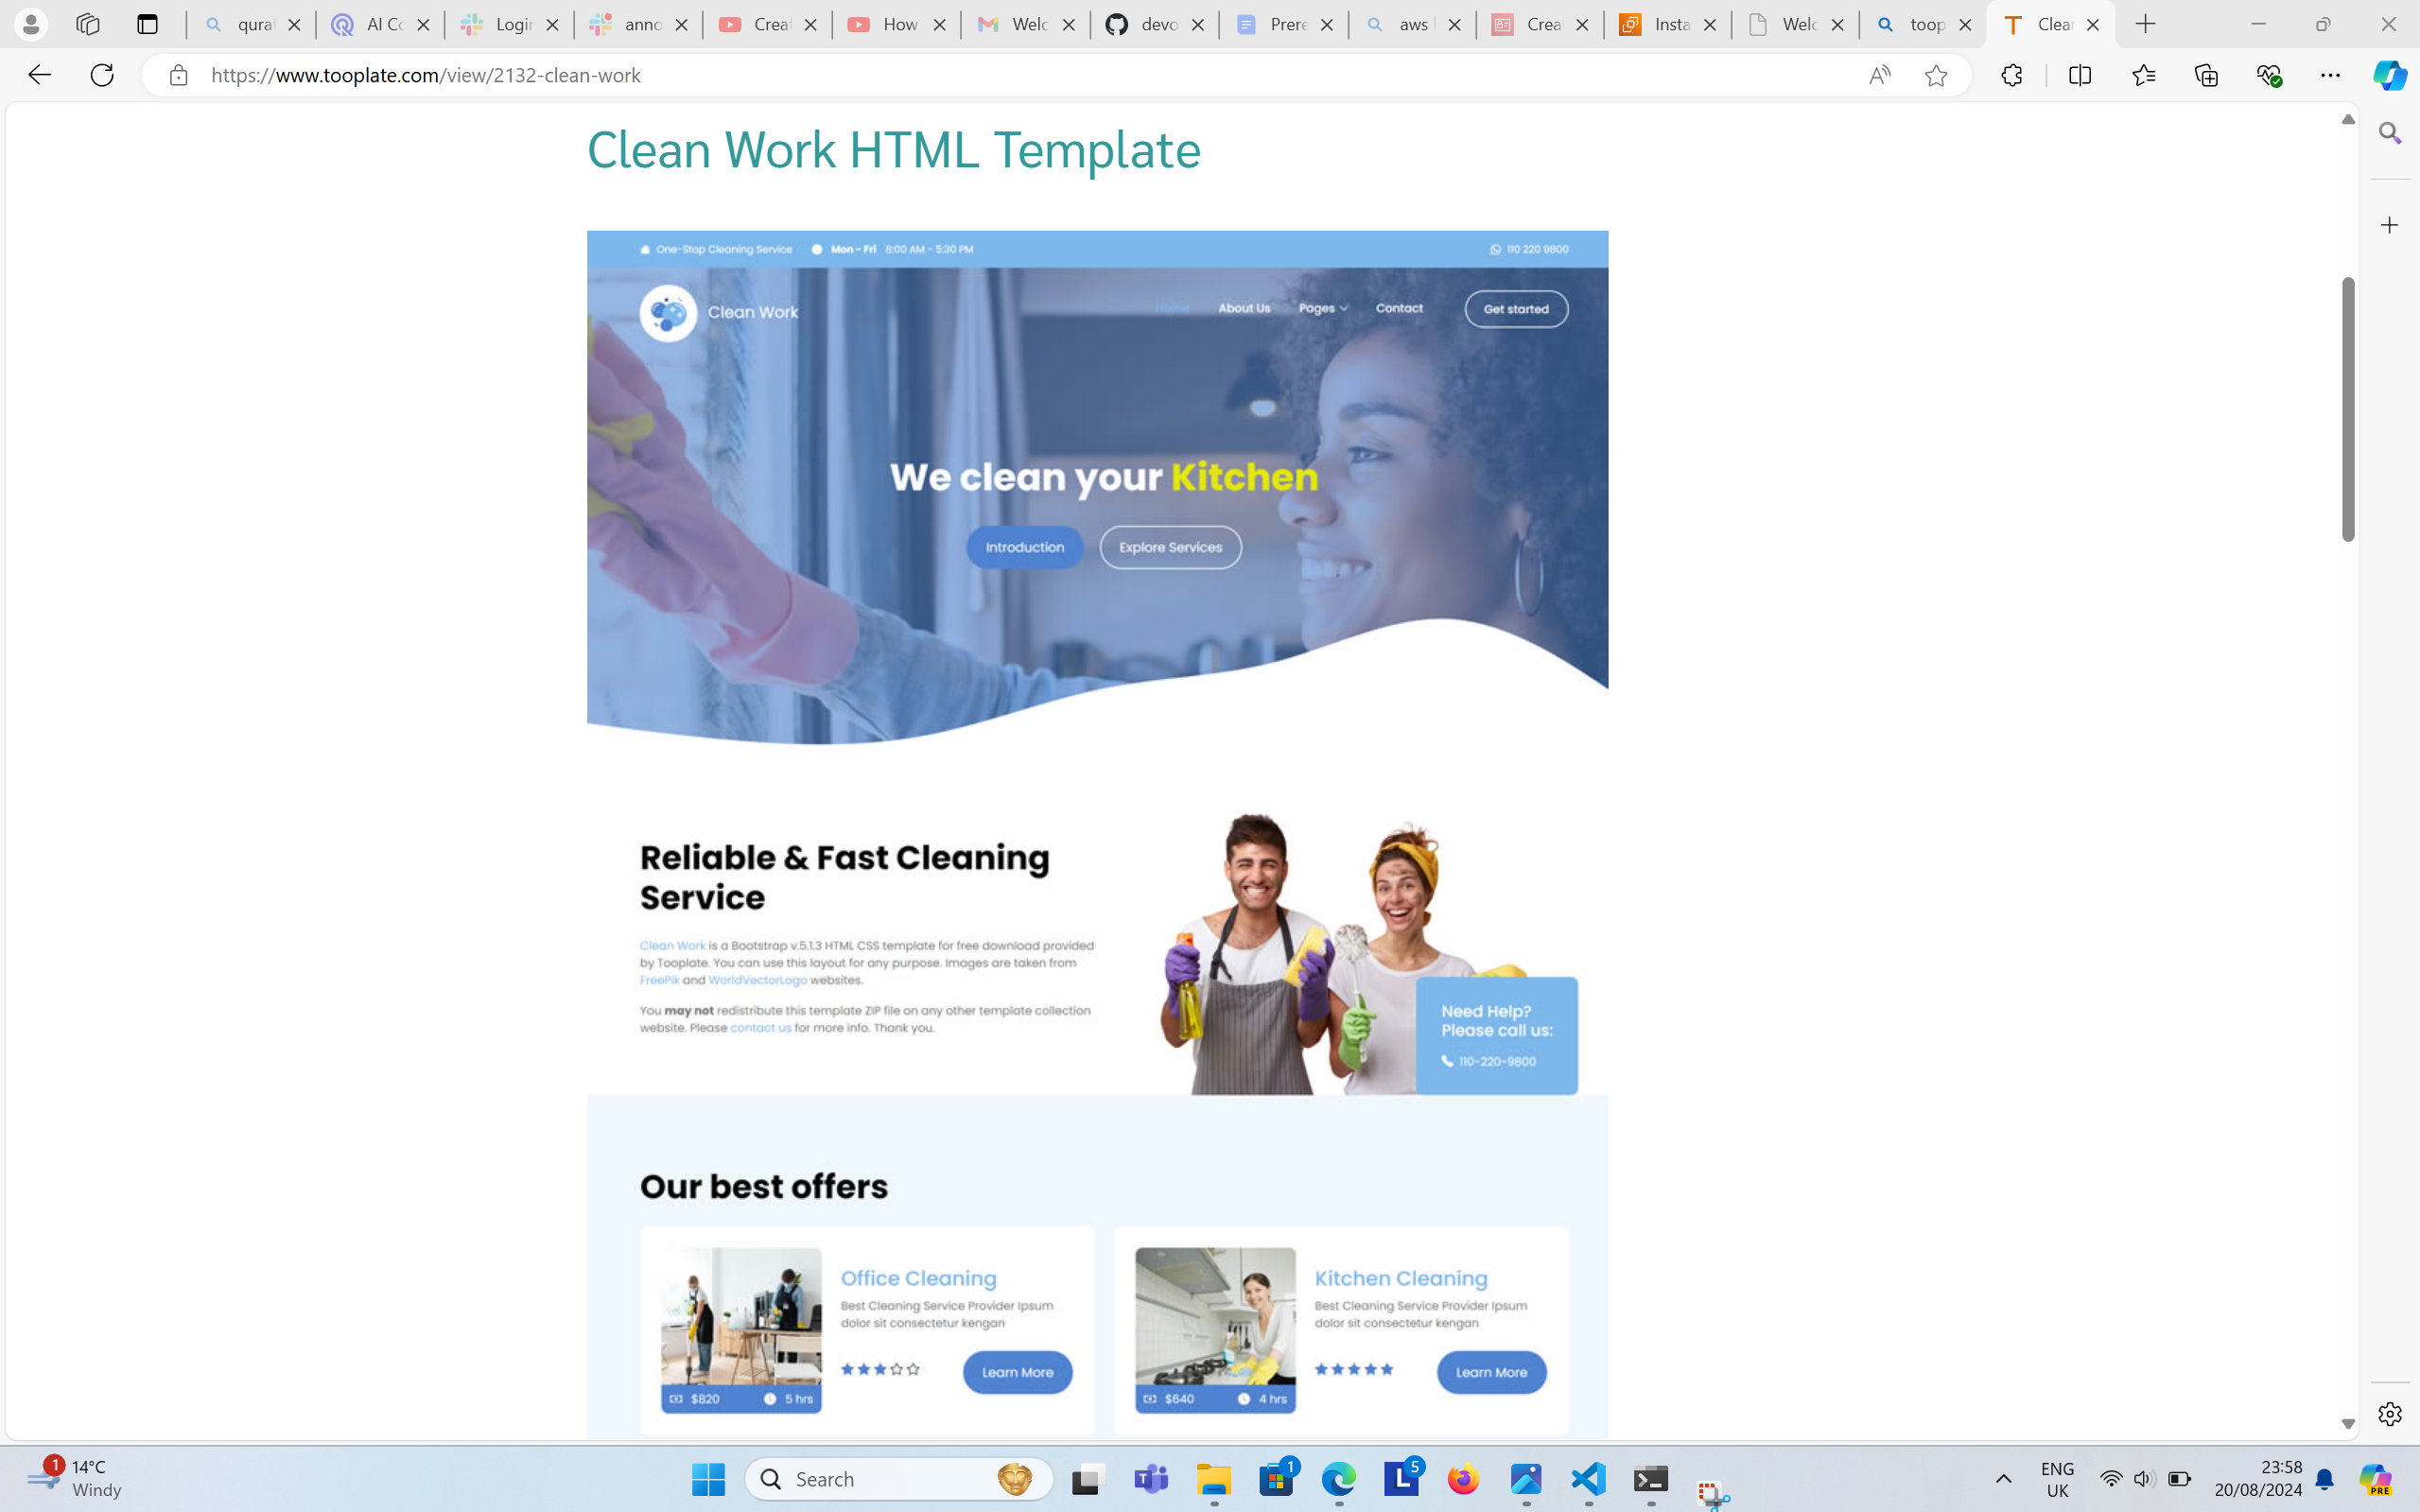 qura
AI Co
Login
anno
Creat
How
Welc
devo
Prere
aws l
Crea
Insta
Welc
toop
Clean
https://www.tooplate.com/view/2132-clean-work
Clean Work HTML Template
One-Stop Cleaning Service Mon - Fri 8:00 AM - 5:30 PM 110 220 9800
Clean Work Home About Us Pages Contact Get started
We clean your Kitchen
Introduction Explore Services
Reliable & Fast Cleaning
Service
Clean Work is a Bootstrap v.5.1.3 HTML CSS template for free download provided
by Tooplate. You can use this layout for any purpose. Images are taken from
FreePik and WorldVectorLogo websites.
You may not redistribute this template ZIP file on any other template collection
website. Please contact us for more info. Thank you.
Need Help?
Please call us:
110-220-9800
Our best offers
Office Cleaning
Best Cleaning Service Provider Ipsum
dolor sit consectetur kengan
Learn More
$820 5 hrs
Kitchen Cleaning
Best Cleaning Service Provider Ipsum
dolor sit consectetur kengan
Learn More
$640 4 hrs
1
14°C
Windy
Search
T
1
L
5
ENG
UK
23:58
20/08/2024
PRE